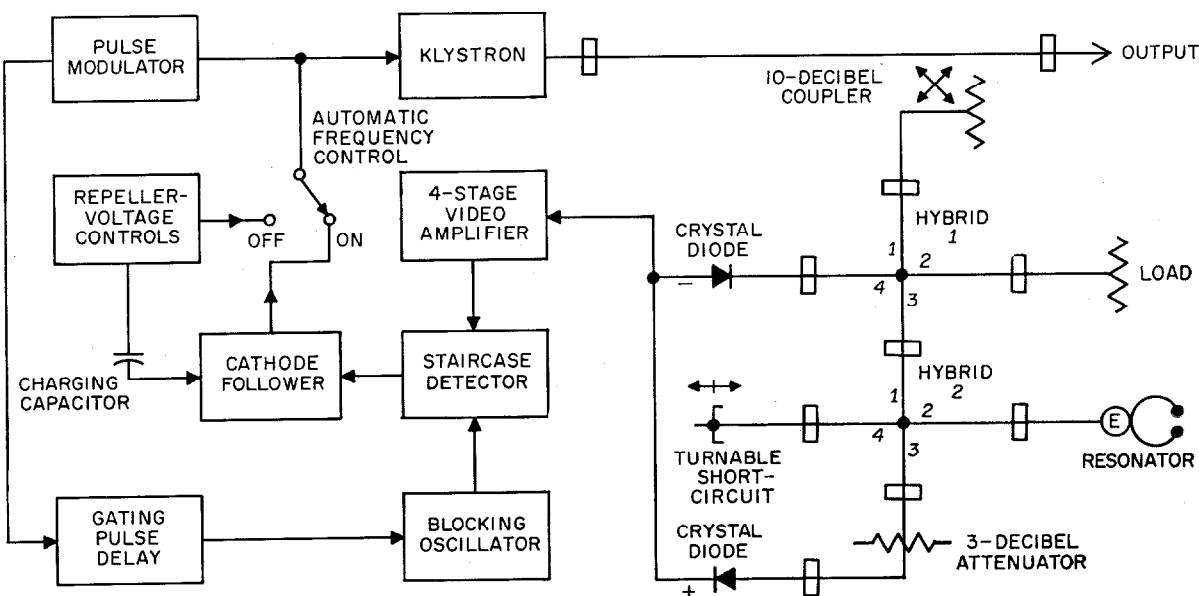 PULSE
MODULATOR
KLYSTRON
OUTPUT
10-DECIBEL
COUPLER
AUTOMATIC
FREQUENCY
CONTROL
REPELLER-
VOLTAGE
CONTROLS
OFF
ON
4-STAGE
VIDEO
AMPLIFIER
CRYSTAL
DIODE
−
HYBRID
1
1
2
4
3
LOAD
CHARGING
CAPACITOR
CATHODE
FOLLOWER
STAIRCASE
DETECTOR
HYBRID
2
1
2
4
3
E
RESONATOR
TURNABLE
SHORT-
CIRCUIT
GATING
PULSE
DELAY
BLOCKING
OSCILLATOR
CRYSTAL
DIODE
+
3-DECIBEL
ATTENUATOR